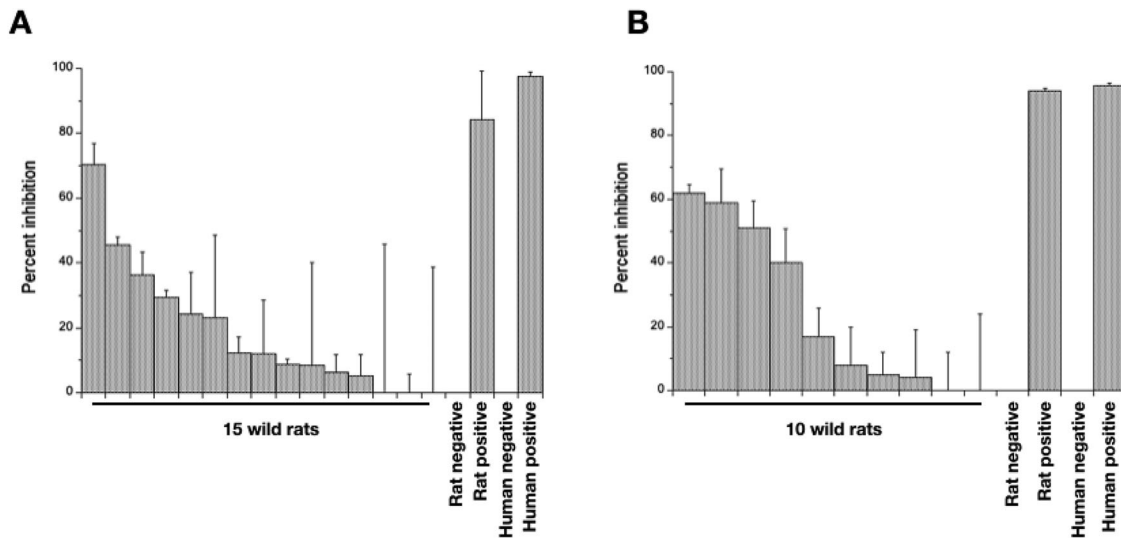 A
Percent inhibition
100
80
60
40
20
0
15 wild rats
Rat negative
Rat positive
Human negative
Human positive
B
Percent inhibition
100
80
60
40
20
0
10 wild rats
Rat negative
Rat positive
Human negative
Human positive